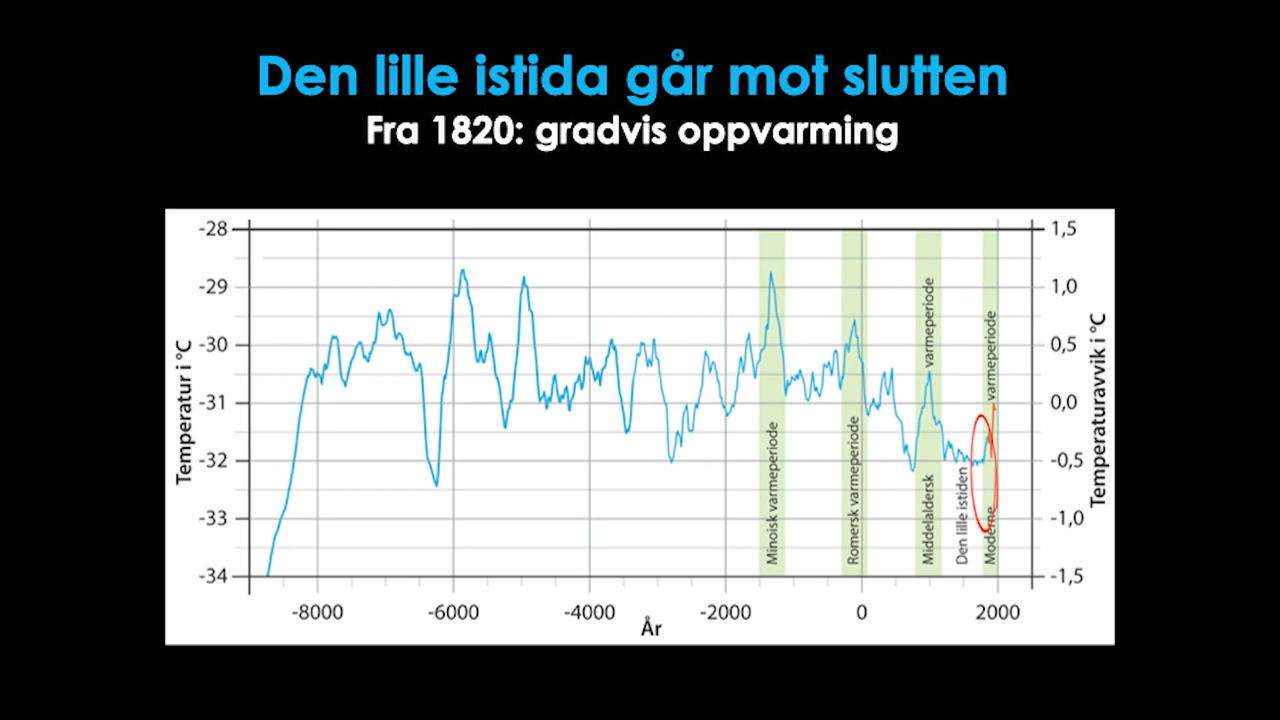 Den lille istida går mot slutten
Fra 1820: gradvis oppvarming
-28
-29
-30
-31
-32
-33
-34
Temperatur i °C
1,5
1,0
0,5
0,0
-0,5
-1,0
-1,5
Temperaturavvik i °C
Minoisk varmeperiode
Romersk varmeperiode
Middelaldersk varmeperiode
Den lille istiden
Moderne varmeperiode
-8000
-6000
-4000
-2000
0
2000
År